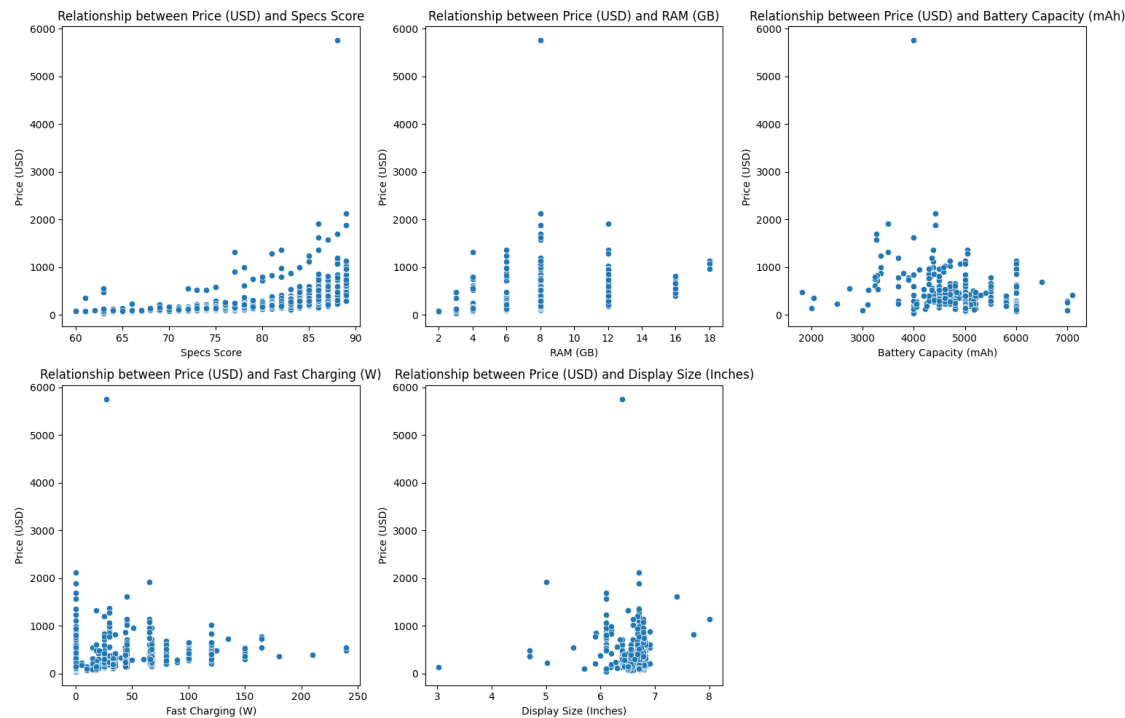 Relationship between Price (USD) and Specs Score
Relationship between Price (USD) and RAM (GB)
Relationship between Price (USD) and Battery Capacity (mAh)
6000
5000
4000
3000
2000
1000
0
Price (USD)
60 65 70 75 80 85 90
Specs Score
6000
5000
4000
3000
2000
1000
0
Price (USD)
2 4 6 8 10 12 14 16 18
RAM (GB)
6000
5000
4000
3000
2000
1000
0
Price (USD)
2000 3000 4000 5000 6000 7000
Battery Capacity (mAh)
Relationship between Price (USD) and Fast Charging (W)
Relationship between Price (USD) and Display Size (Inches)
6000
5000
4000
3000
2000
1000
0
Price (USD)
0 50 100 150 200 250
Fast Charging (W)
6000
5000
4000
3000
2000
1000
0
Price (USD)
3 4 5 6 7 8
Display Size (Inches)